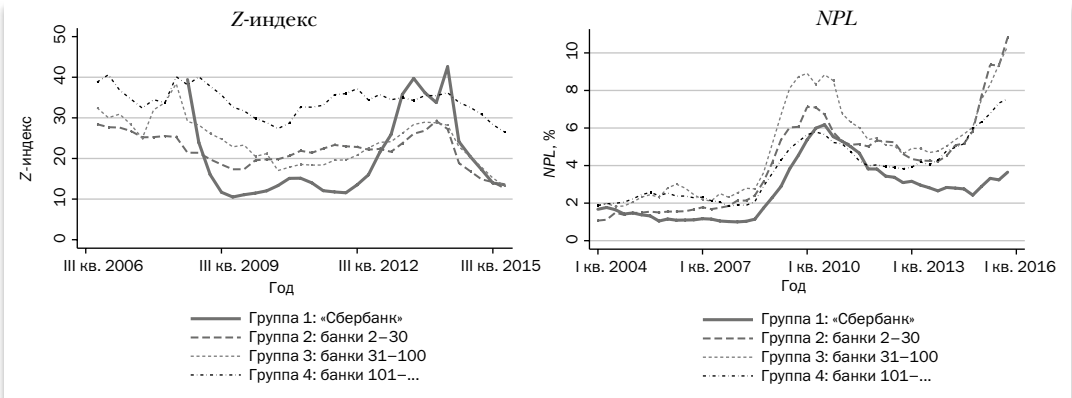 Z-индекс
50
40
30
20
10
0
Z-индекс
III кв. 2006
III кв. 2009
III кв. 2012
III кв. 2015
Год
Группа 1: «Сбербанк»
Группа 2: банки 2–30
Группа 3: банки 31–100
Группа 4: банки 101–...
NPL
10
8
6
4
2
0
NPL, %
I кв. 2004
I кв. 2007
I кв. 2010
I кв. 2013
I кв. 2016
Год
Группа 1: «Сбербанк»
Группа 2: банки 2–30
Группа 3: банки 31–100
Группа 4: банки 101–...